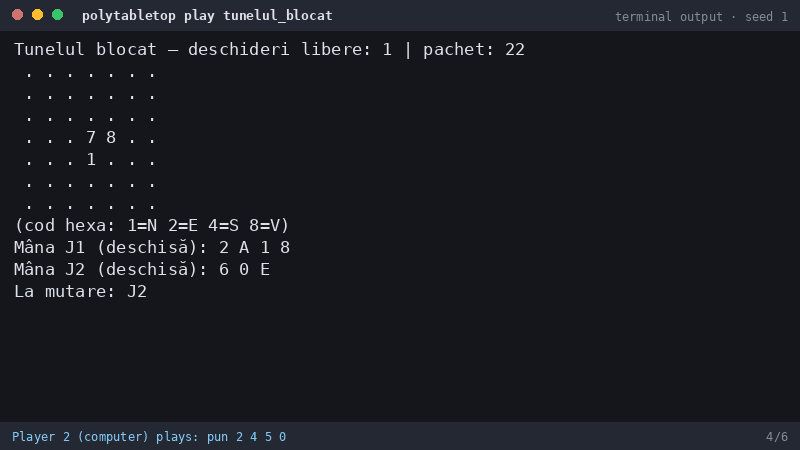 polytabletop play tunelul_blocat
terminal output · seed 1
Tunelul blocat — deschideri libere: 1 | pachet: 22
. . . . . . .
. . . . . . .
. . . . . . .
. . . 7 8 . .
. . . 1 . . .
. . . . . . .
. . . . . . .
(cod hexa: 1=N 2=E 4=S 8=V)
Mâna J1 (deschisă): 2 A 1 8
Mâna J2 (deschisă): 6 0 E
La mutare: J2
Player 2 (computer) plays: pun 2 4 5 0
4/6